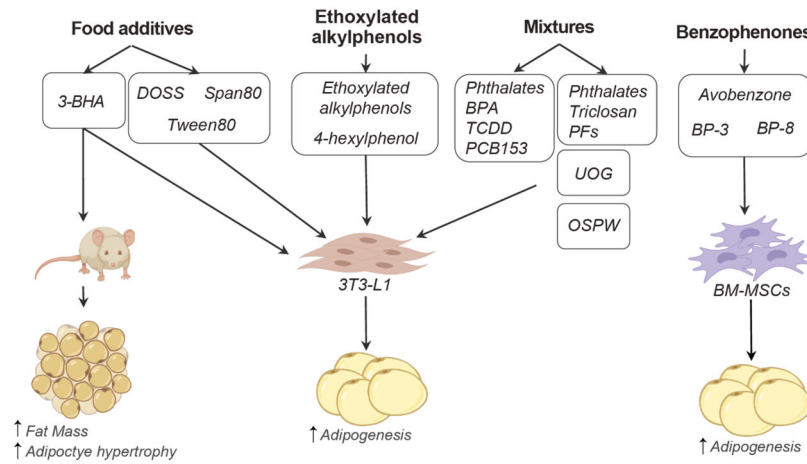 Food additives
3-BHA
DOSS Span80
Tween80
Ethoxylated
alkylphenols
Ethoxylated
alkylphenols
4-hexylphenol
Mixtures
Phthalates
BPA
TCDD
PCB153
Phthalates
Triclosan
PFs
UOG
OSPW
Benzophenones
Avobenzone
BP-3 BP-8
3T3-L1
BM-MSCs
↑ Fat Mass
↑ Adipoctye hypertrophy
↑ Adipogenesis
↑ Adipogenesis